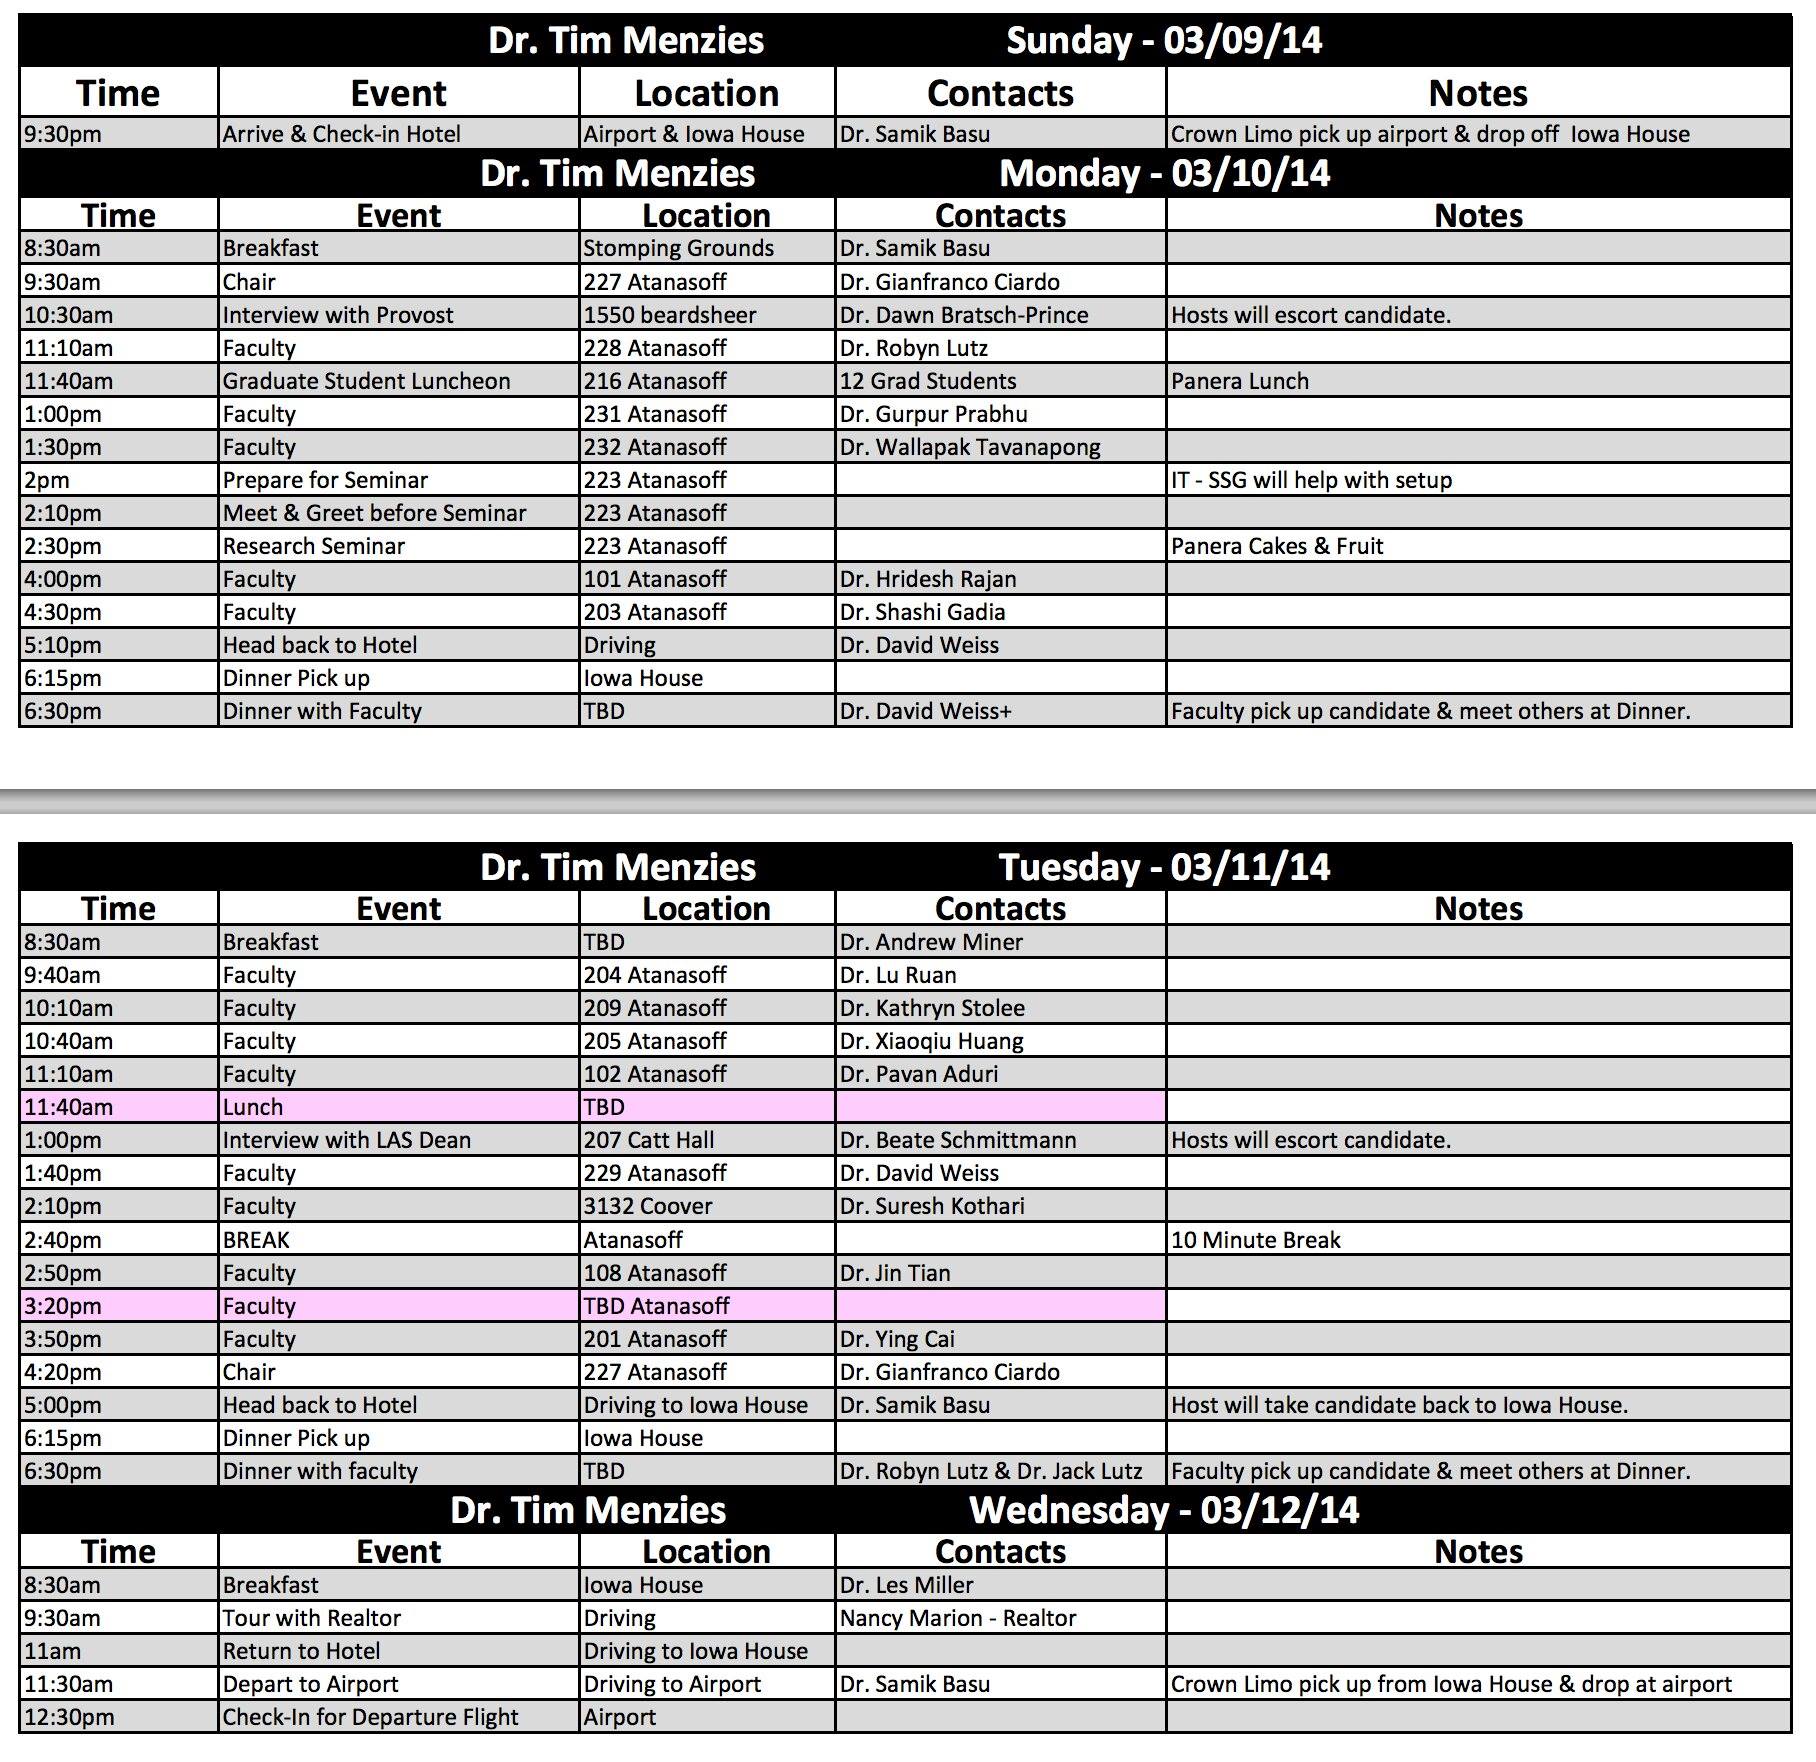 Dr. Tim Menzies Sunday - 03/09/14
Time Event Location Contacts Notes
9:30pm Arrive & Check-in Hotel Airport & Iowa House Dr. Samik Basu Crown Limo pick up airport & drop off Iowa House
Dr. Tim Menzies Monday - 03/10/14
Time Event Location Contacts Notes
8:30am Breakfast Stomping Grounds Dr. Samik Basu
9:30am Chair 227 Atanasoff Dr. Gianfranco Ciardo
10:30am Interview with Provost 1550 beardsheer Dr. Dawn Bratsch-Prince Hosts will escort candidate.
11:10am Faculty 228 Atanasoff Dr. Robyn Lutz
11:40am Graduate Student Luncheon 216 Atanasoff 12 Grad Students Panera Lunch
1:00pm Faculty 231 Atanasoff Dr. Gurpur Prabhu
1:30pm Faculty 232 Atanasoff Dr. Wallapak Tavanapong
2pm Prepare for Seminar 223 Atanasoff IT - SSG will help with setup
2:10pm Meet & Greet before Seminar 223 Atanasoff
2:30pm Research Seminar 223 Atanasoff Panera Cakes & Fruit
4:00pm Faculty 101 Atanasoff Dr. Hridesh Rajan
4:30pm Faculty 203 Atanasoff Dr. Shashi Gadia
5:10pm Head back to Hotel Driving Dr. David Weiss
6:15pm Dinner Pick up Iowa House
6:30pm Dinner with Faculty TBD Dr. David Weiss+ Faculty pick up candidate & meet others at Dinner.
Dr. Tim Menzies Tuesday - 03/11/14
Time Event Location Contacts Notes
8:30am Breakfast TBD Dr. Andrew Miner
9:40am Faculty 204 Atanasoff Dr. Lu Ruan
10:10am Faculty 209 Atanasoff Dr. Kathryn Stolee
10:40am Faculty 205 Atanasoff Dr. Xiaoqiu Huang
11:10am Faculty 102 Atanasoff Dr. Pavan Aduri
11:40am Lunch TBD
1:00pm Interview with LAS Dean 207 Catt Hall Dr. Beate Schmittmann Hosts will escort candidate.
1:40pm Faculty 229 Atanasoff Dr. David Weiss
2:10pm Faculty 3132 Coover Dr. Suresh Kothari
2:40pm BREAK Atanasoff 10 Minute Break
2:50pm Faculty 108 Atanasoff Dr. Jin Tian
3:20pm Faculty TBD Atanasoff
3:50pm Faculty 201 Atanasoff Dr. Ying Cai
4:20pm Chair 227 Atanasoff Dr. Gianfranco Ciardo
5:00pm Head back to Hotel Driving to Iowa House Dr. Samik Basu Host will take candidate back to Iowa House.
6:15pm Dinner Pick up Iowa House
6:30pm Dinner with faculty TBD Dr. Robyn Lutz & Dr. Jack Lutz Faculty pick up candidate & meet others at Dinner.
Dr. Tim Menzies Wednesday - 03/12/14
Time Event Location Contacts Notes
8:30am Breakfast Iowa House Dr. Les Miller
9:30am Tour with Realtor Driving Nancy Marion - Realtor
11am Return to Hotel Driving to Iowa House
11:30am Depart to Airport Driving to Airport Dr. Samik Basu Crown Limo pick up from Iowa House & drop at airport
12:30pm Check-In for Departure Flight Airport